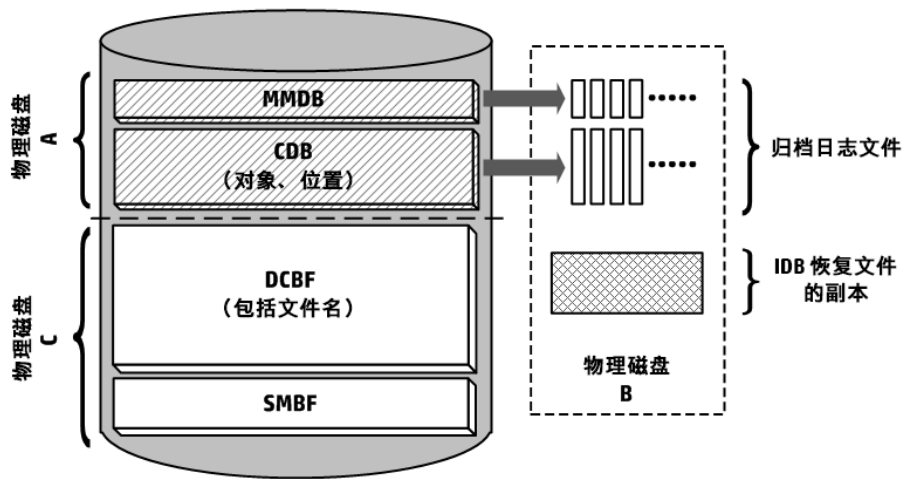 物理磁盘
A
MMDB
CDB
(对象、位置)
归档日志文件
物理磁盘
C
DCBF
(包括文件名)
SMBF
IDB 恢复文件
的副本
物理磁盘
B